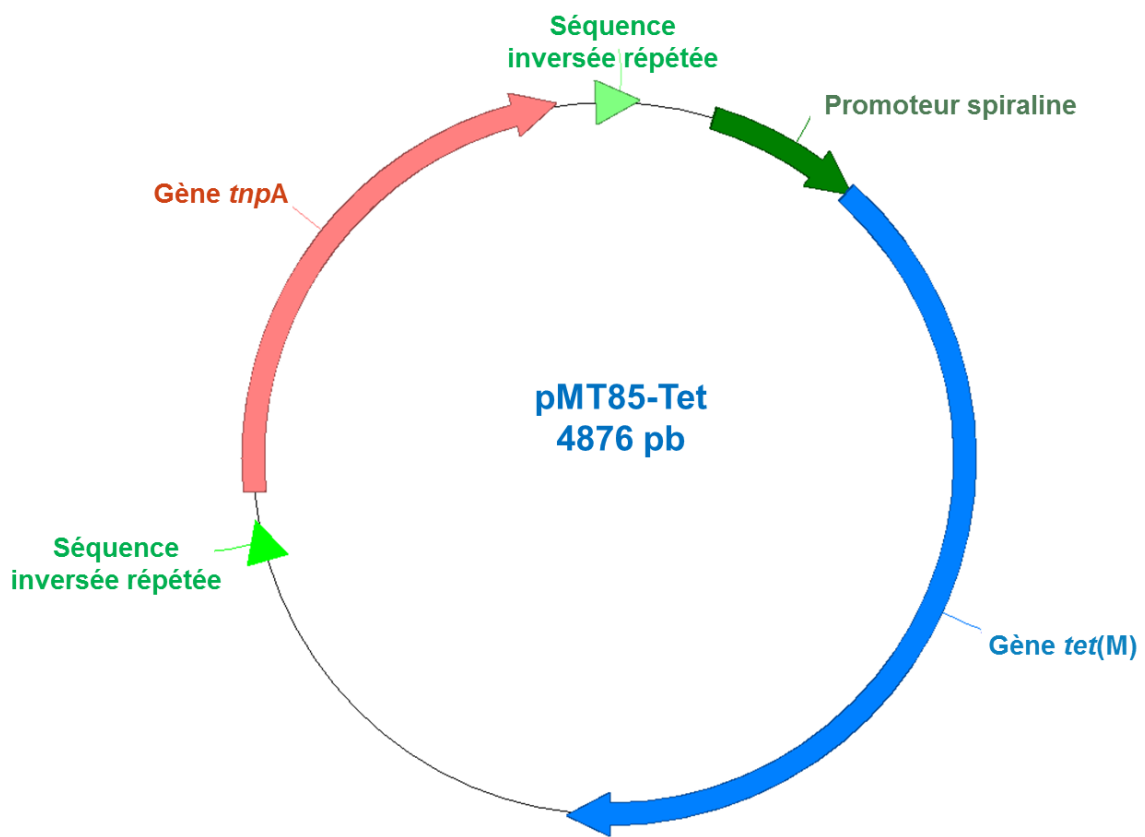 Séquence
inversée répétée
Promoteur spiraline
Gène tnpA
pMT85-Tet
4876 pb
Séquence
inversée répétée
Gène tet(M)